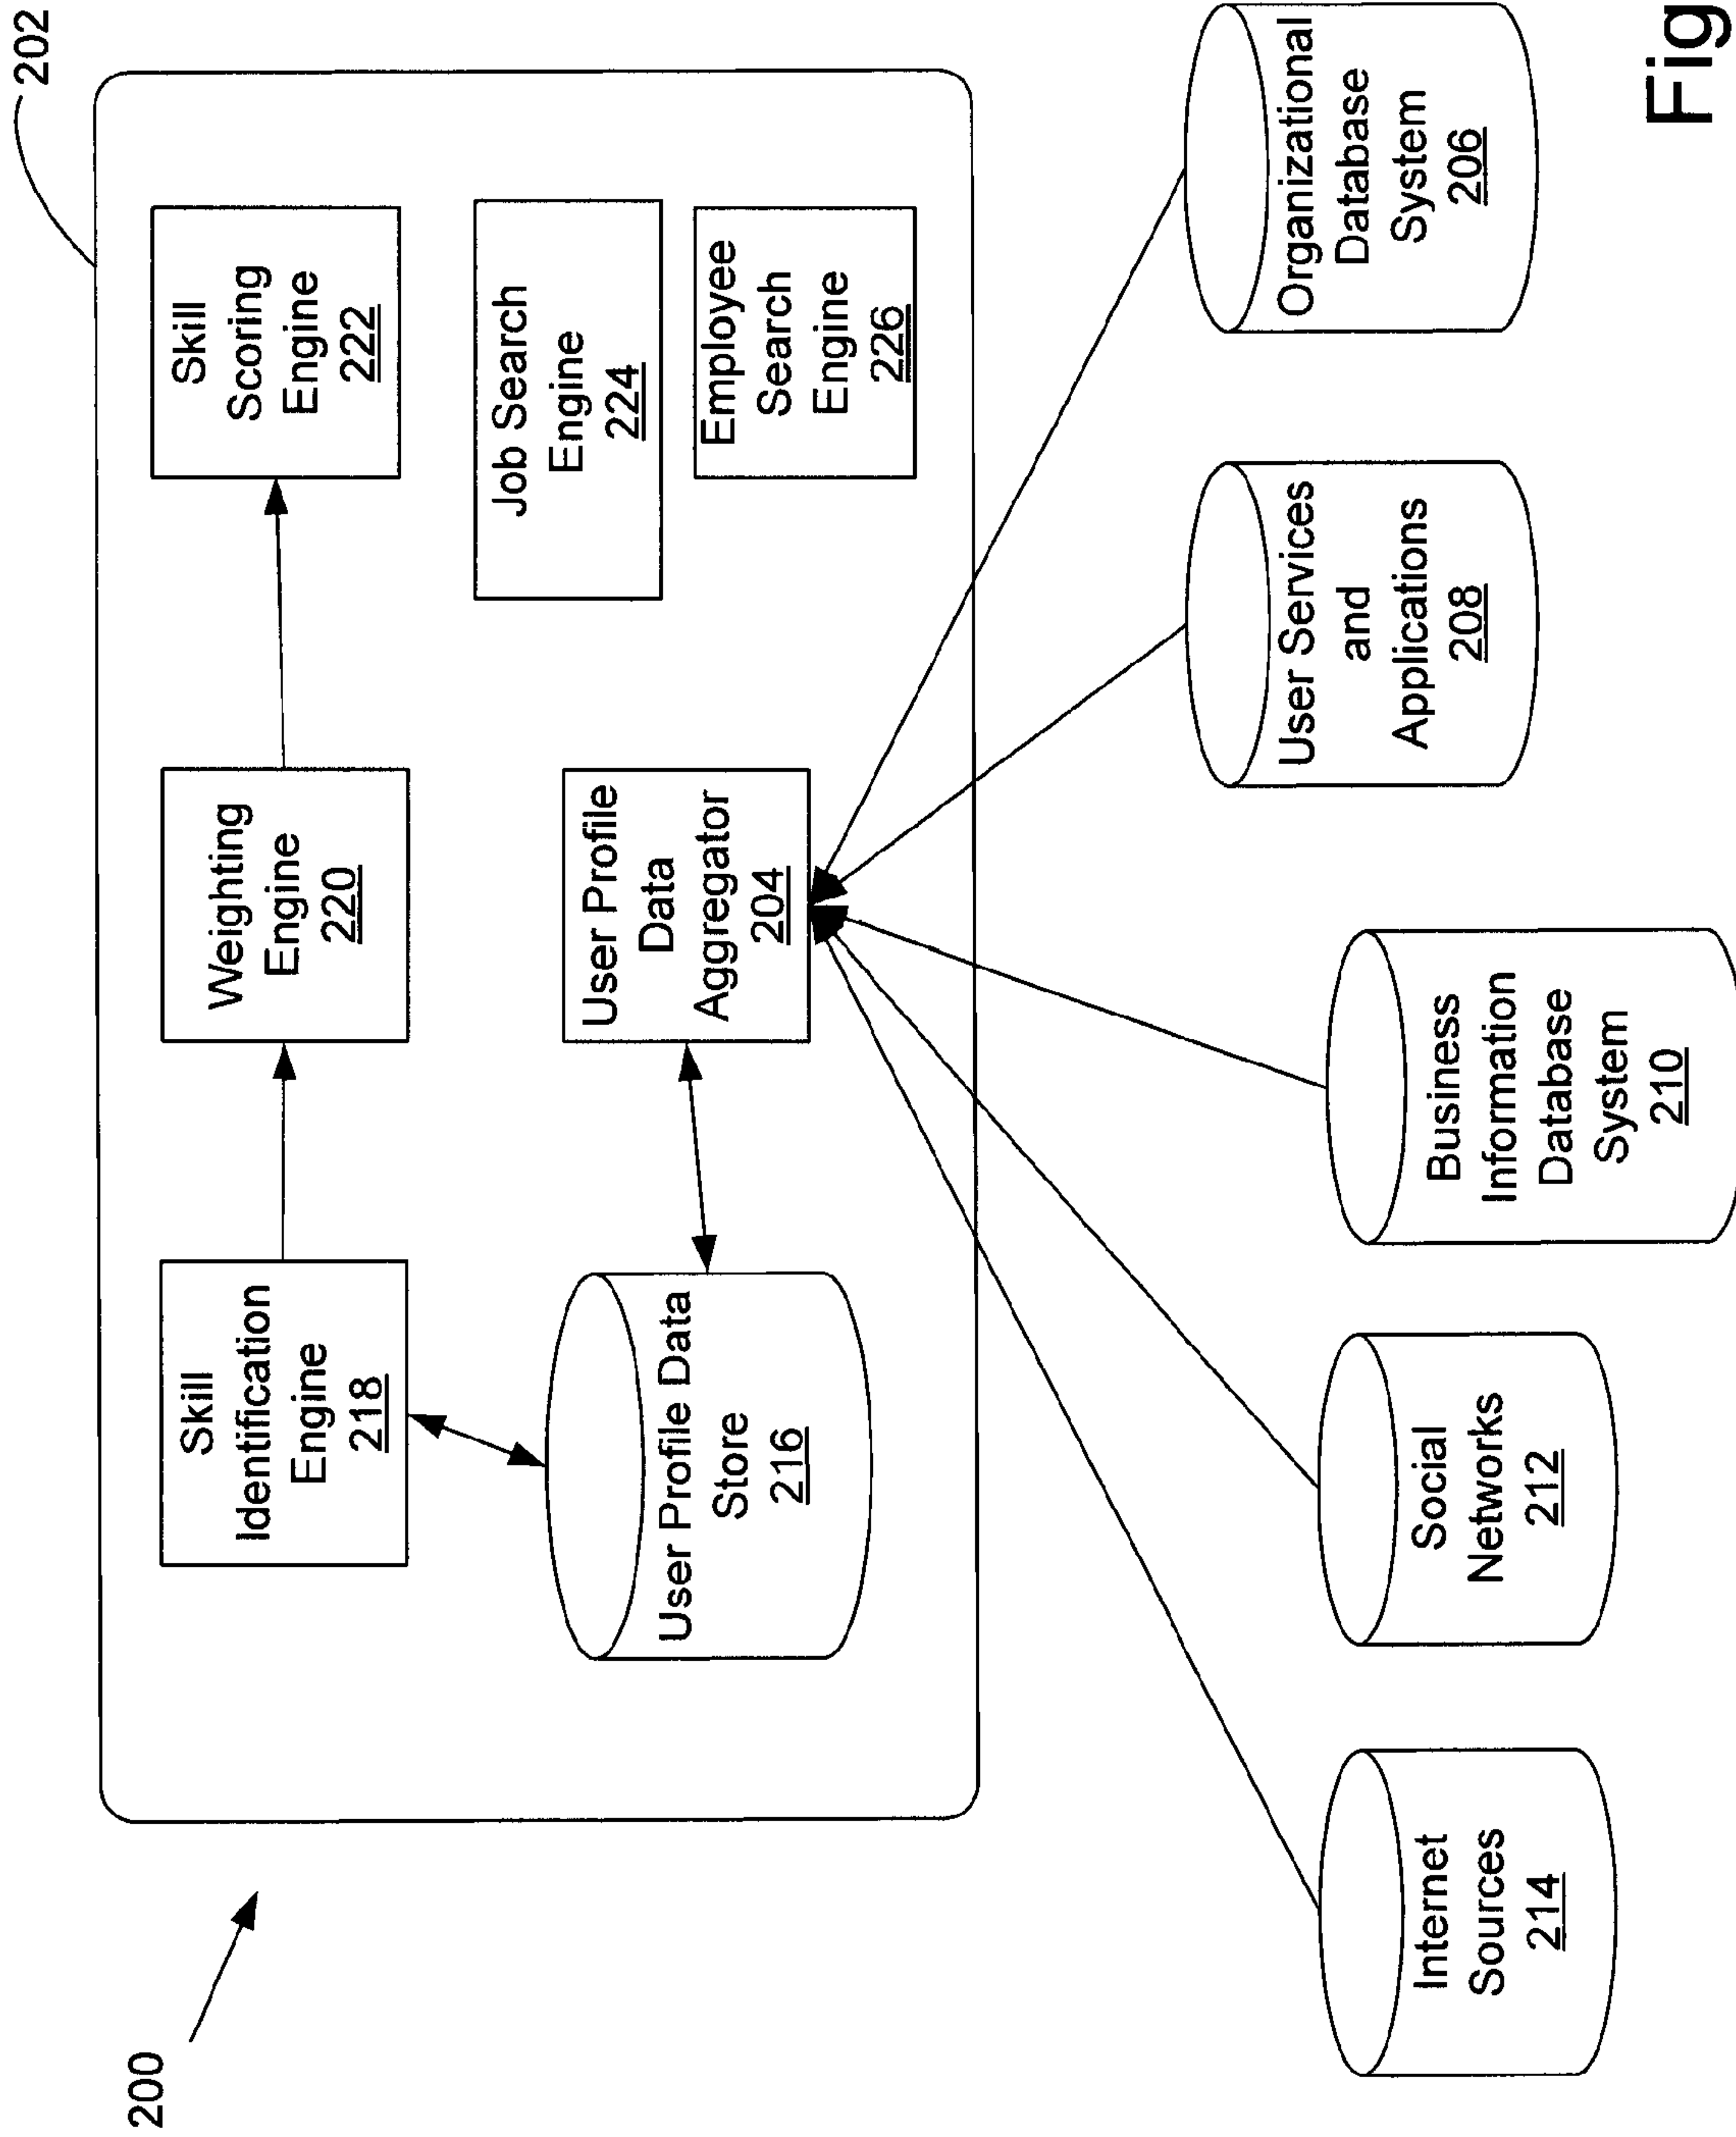 200
202
Skill
Identification
Engine
218
Weighting
Engine
220
Skill
Scoring
Engine
222
User Profile Data
Store
216
User Profile
Data
Aggregator
204
Job Search
Engine
224
Employee
Search
Engine
226
Internet
Sources
214
Social
Networks
212
Business
Information
Database
System
210
User Services
and
Applications
208
Organizational
Database
System
206
Fig